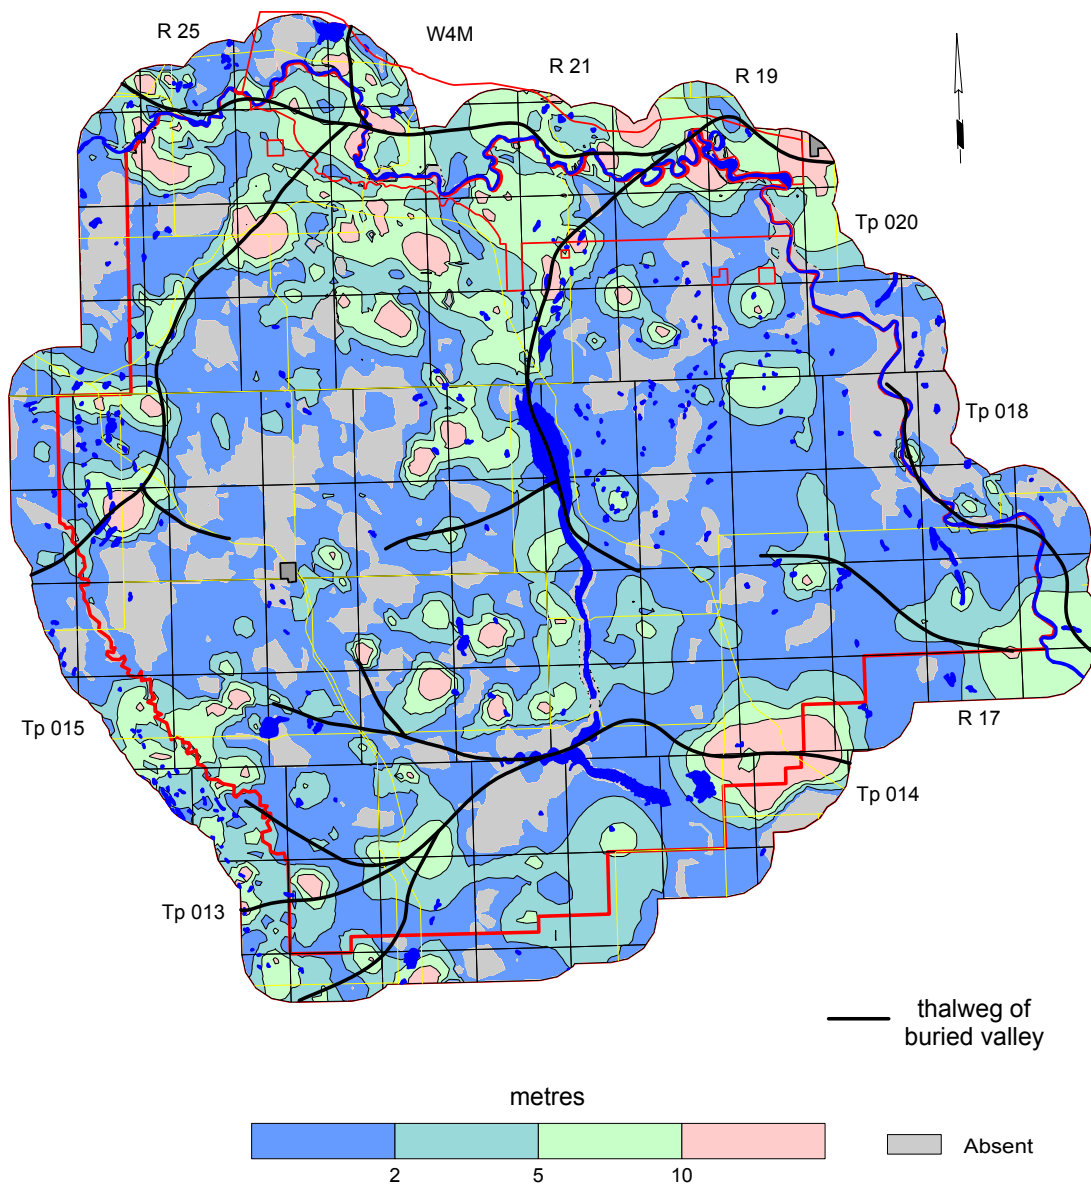 R 25
W4M
R 21
R 19
Tp 020
Tp 018
Tp 015
R 17
Tp 014
Tp 013
thalweg of
buried valley
metres
2
5
10
Absent